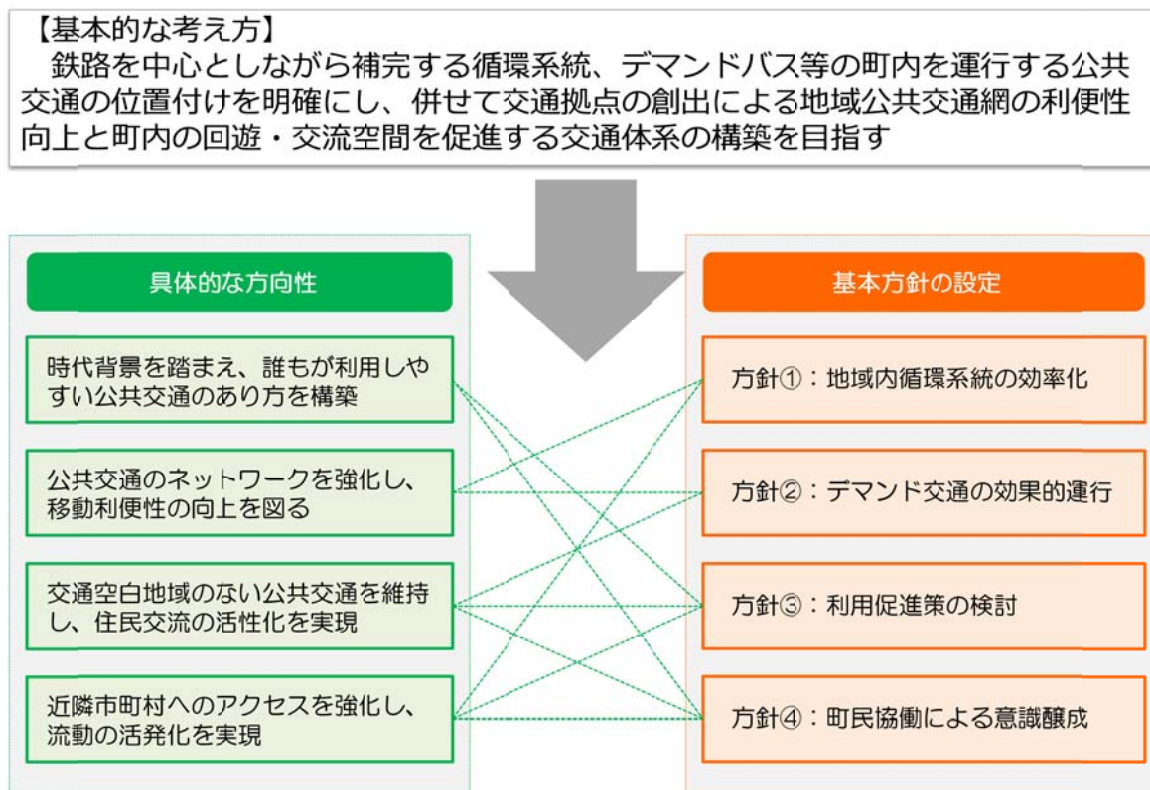 【基本的な考え方】
鉄路を中心としながら補完する循環系統、デマンドバス等の町内を運行する公共
交通の位置付けを明確にし、併せて交通拠点の創出による地域公共交通網の利便性
向上と町内の回遊・交流空間を促進する交通体系の構築を目指す
具体的な方向性
時代背景を踏まえ、誰もが利用しや
すい公共交通のあり方を構築
公共交通のネットワークを強化し、
移動利便性の向上を図る
交通空白地域のない公共交通を維持
し、住民交流の活性化を実現
近隣市町村へのアクセスを強化し、
流動の活発化を実現
基本方針の設定
方針①：地域内循環系統の効率化
方針②：デマンド交通の効果的運行
方針③：利用促進策の検討
方針④：町民協働による意識醸成